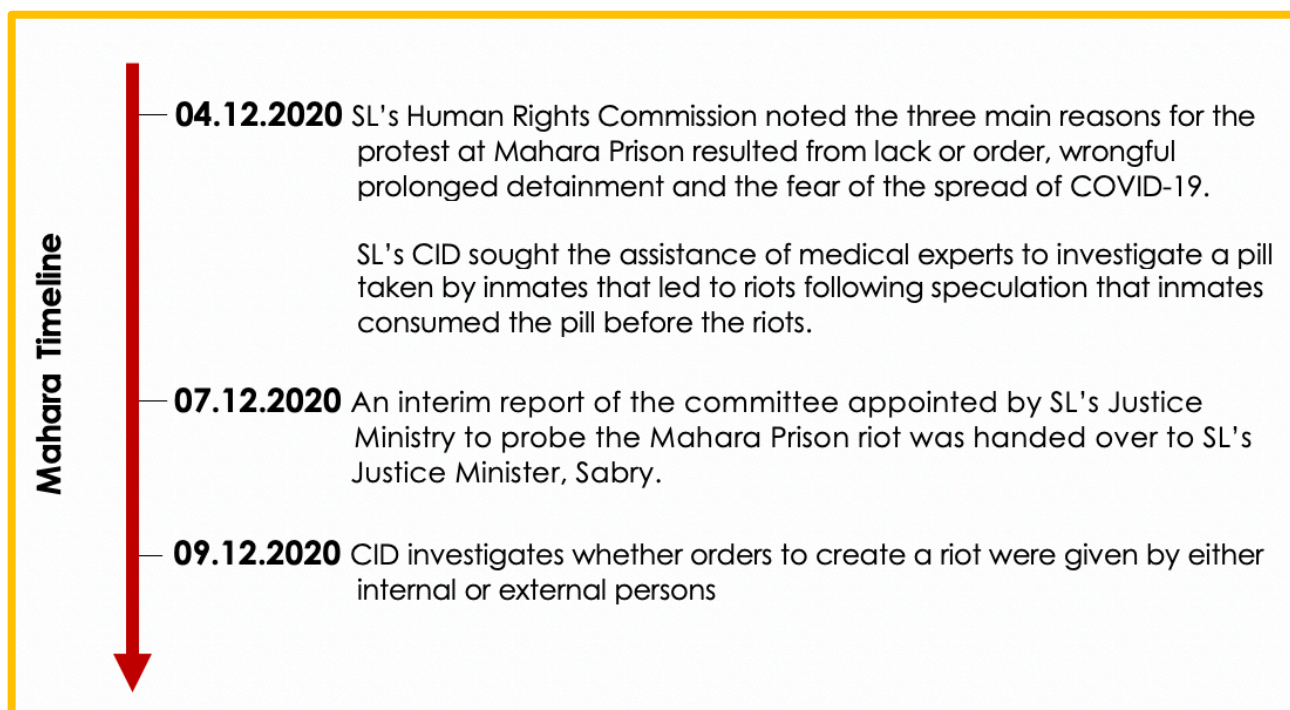 Mahara Timeline
04.12.2020 SL's Human Rights Commission noted the three main reasons for the
protest at Mahara Prison resulted from lack or order, wrongful
prolonged detainment and the fear of the spread of COVID-19.
SL's CID sought the assistance of medical experts to investigate a pill
taken by inmates that led to riots following speculation that inmates
consumed the pill before the riots.
07.12.2020 An interim report of the committee appointed by SL's Justice
Ministry to probe the Mahara Prison riot was handed over to SL's
Justice Minister, Sabry.
09.12.2020 CID investigates whether orders to create a riot were given by either
internal or external persons